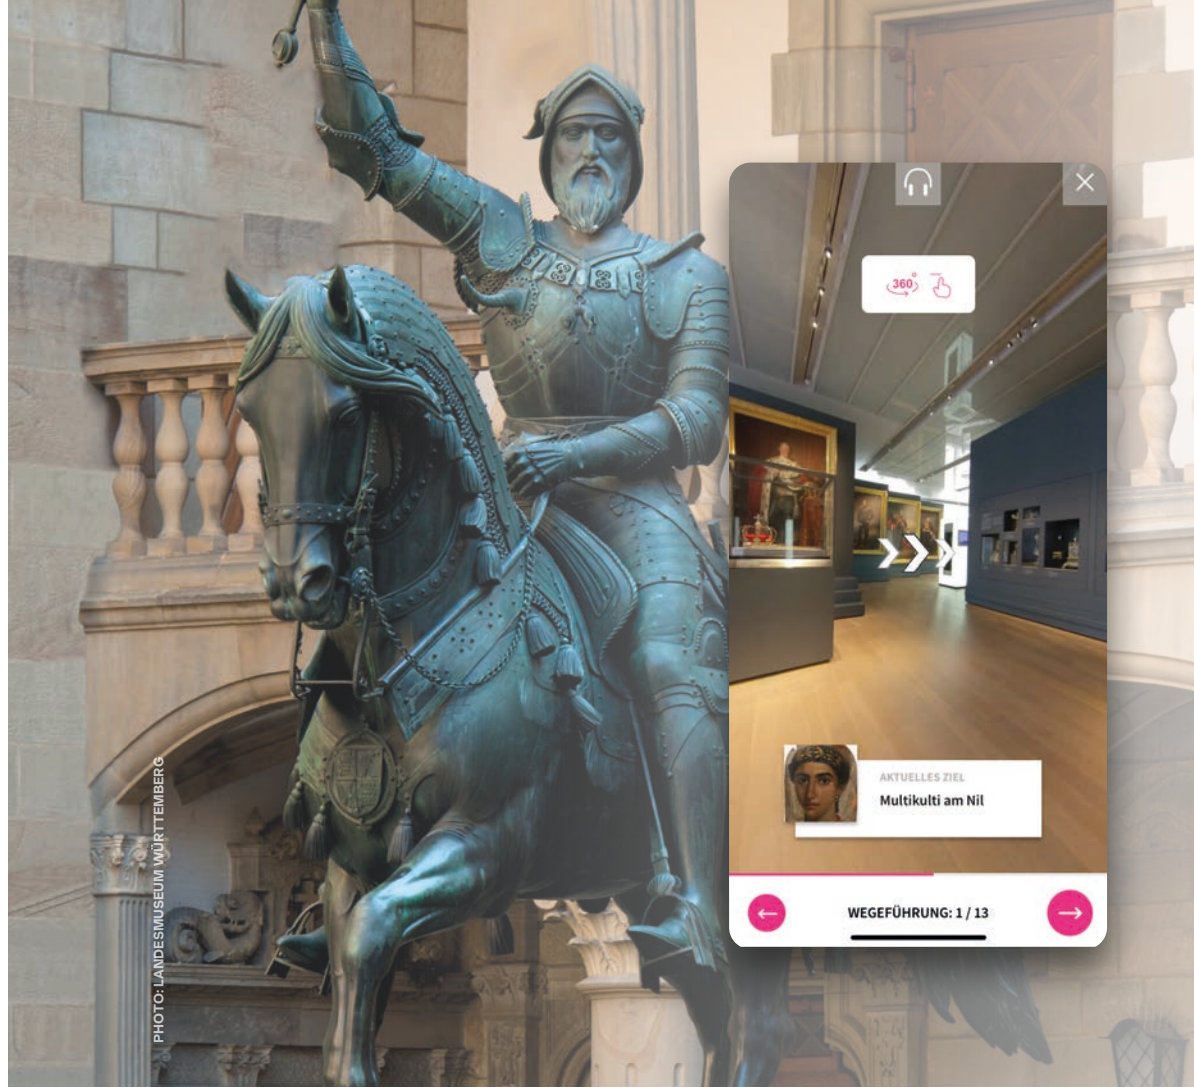 360°
AKTUELLES ZIEL
Multikulti am Nil
WEGEFÜHRUNG: 1 / 13
PHOTO: LANDESMUSEUM WÜRTTEMBERG